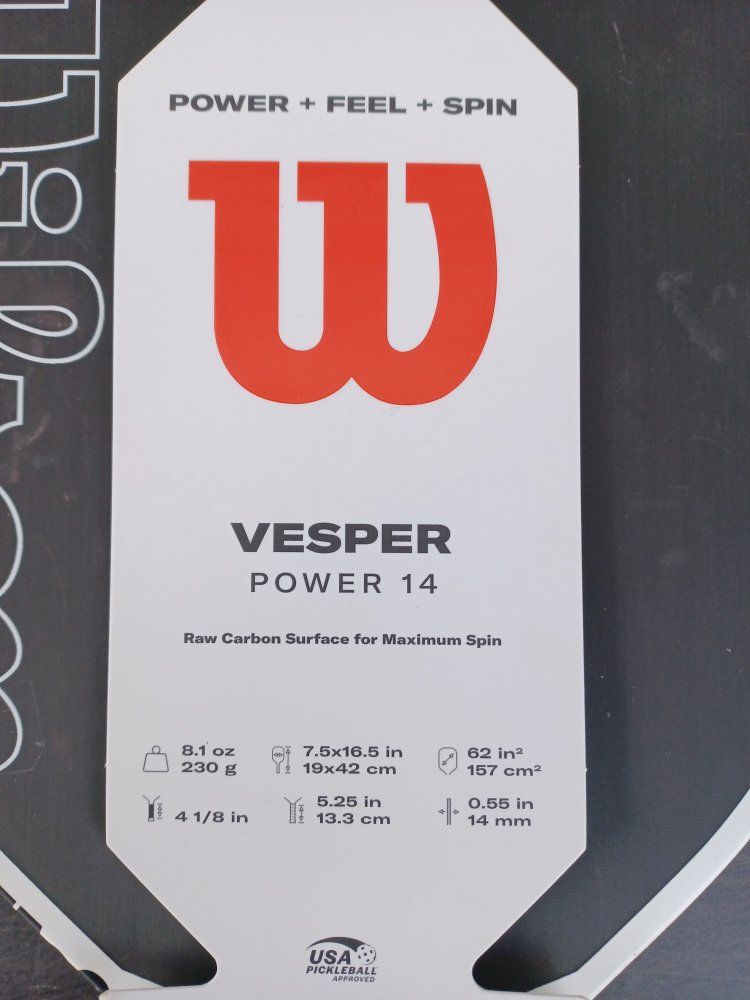 POWER + FEEL + SPIN
W
VESPER
POWER 14
Raw Carbon Surface for Maximum Spin
8.1 oz
230 g
7.5x16.5 in
19x42 cm
62 in²
157 cm²
4 1/8 in
5.25 in
13.3 cm
0.55 in
14 mm
USA
PICKLEBALL
APPROVED